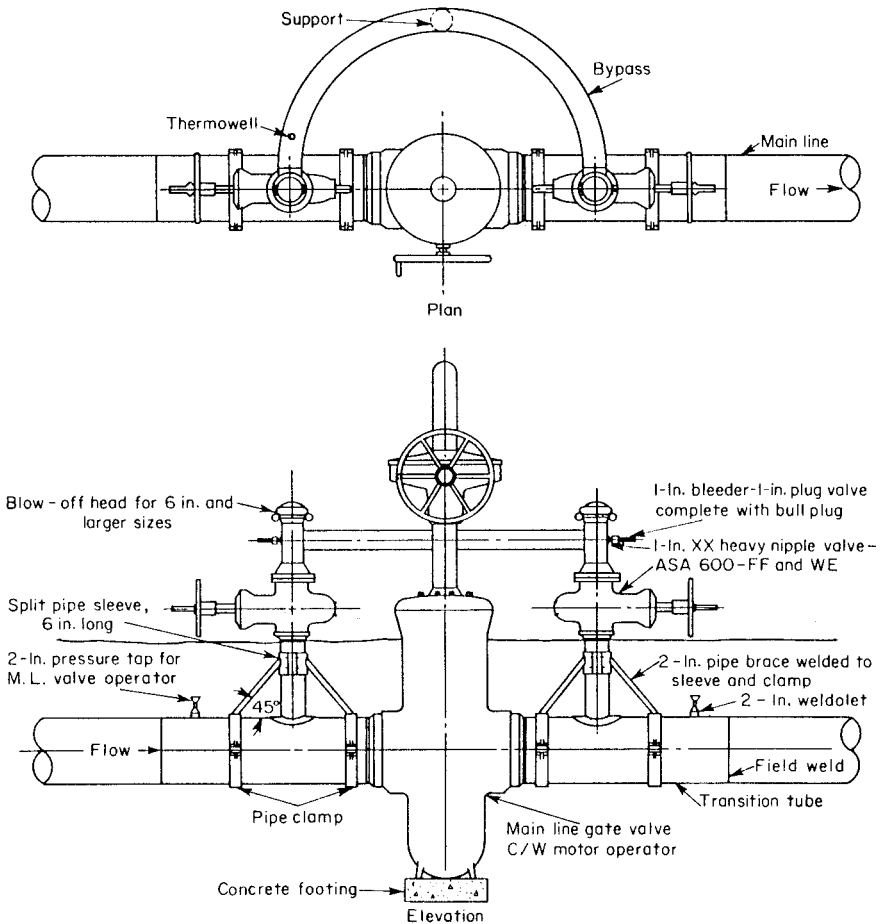 Support
Bypass
Thermowell
Main line
Flow
Plan
Blow-off head for 6 in. and
larger sizes
1-In. bleeder-1-in. plug valve
complete with bull plug
1-In. XX heavy nipple valve-
ASA 600-FF and WE
Split pipe sleeve,
6 in. long
2-In. pressure tap for
M.L. valve operator
45°
2-In. pipe brace welded to
sleeve and clamp
2-In. weldolet
Flow
Field weld
Transition tube
Pipe clamp
Main line gate valve
C/W motor operator
Concrete footing
Elevation